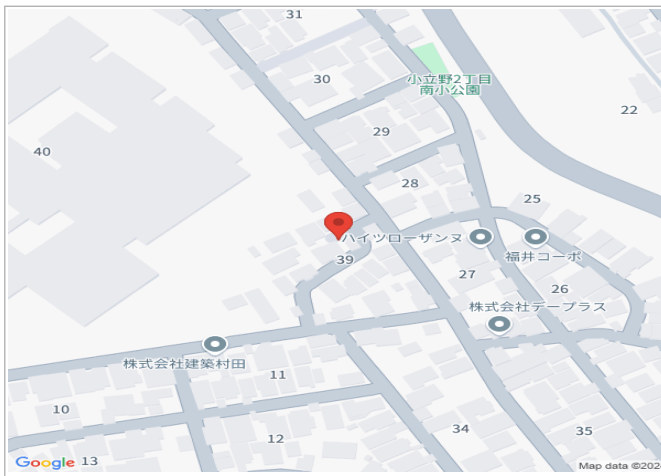 31
30
小立野2丁目
南小公園
22
29
40
28
25
ハイツローザンヌ
福井コーポ
39
27
26
株式会社デープラス
株式会社建築村田
11
10
34
35
12
13
Google
Map data ©202